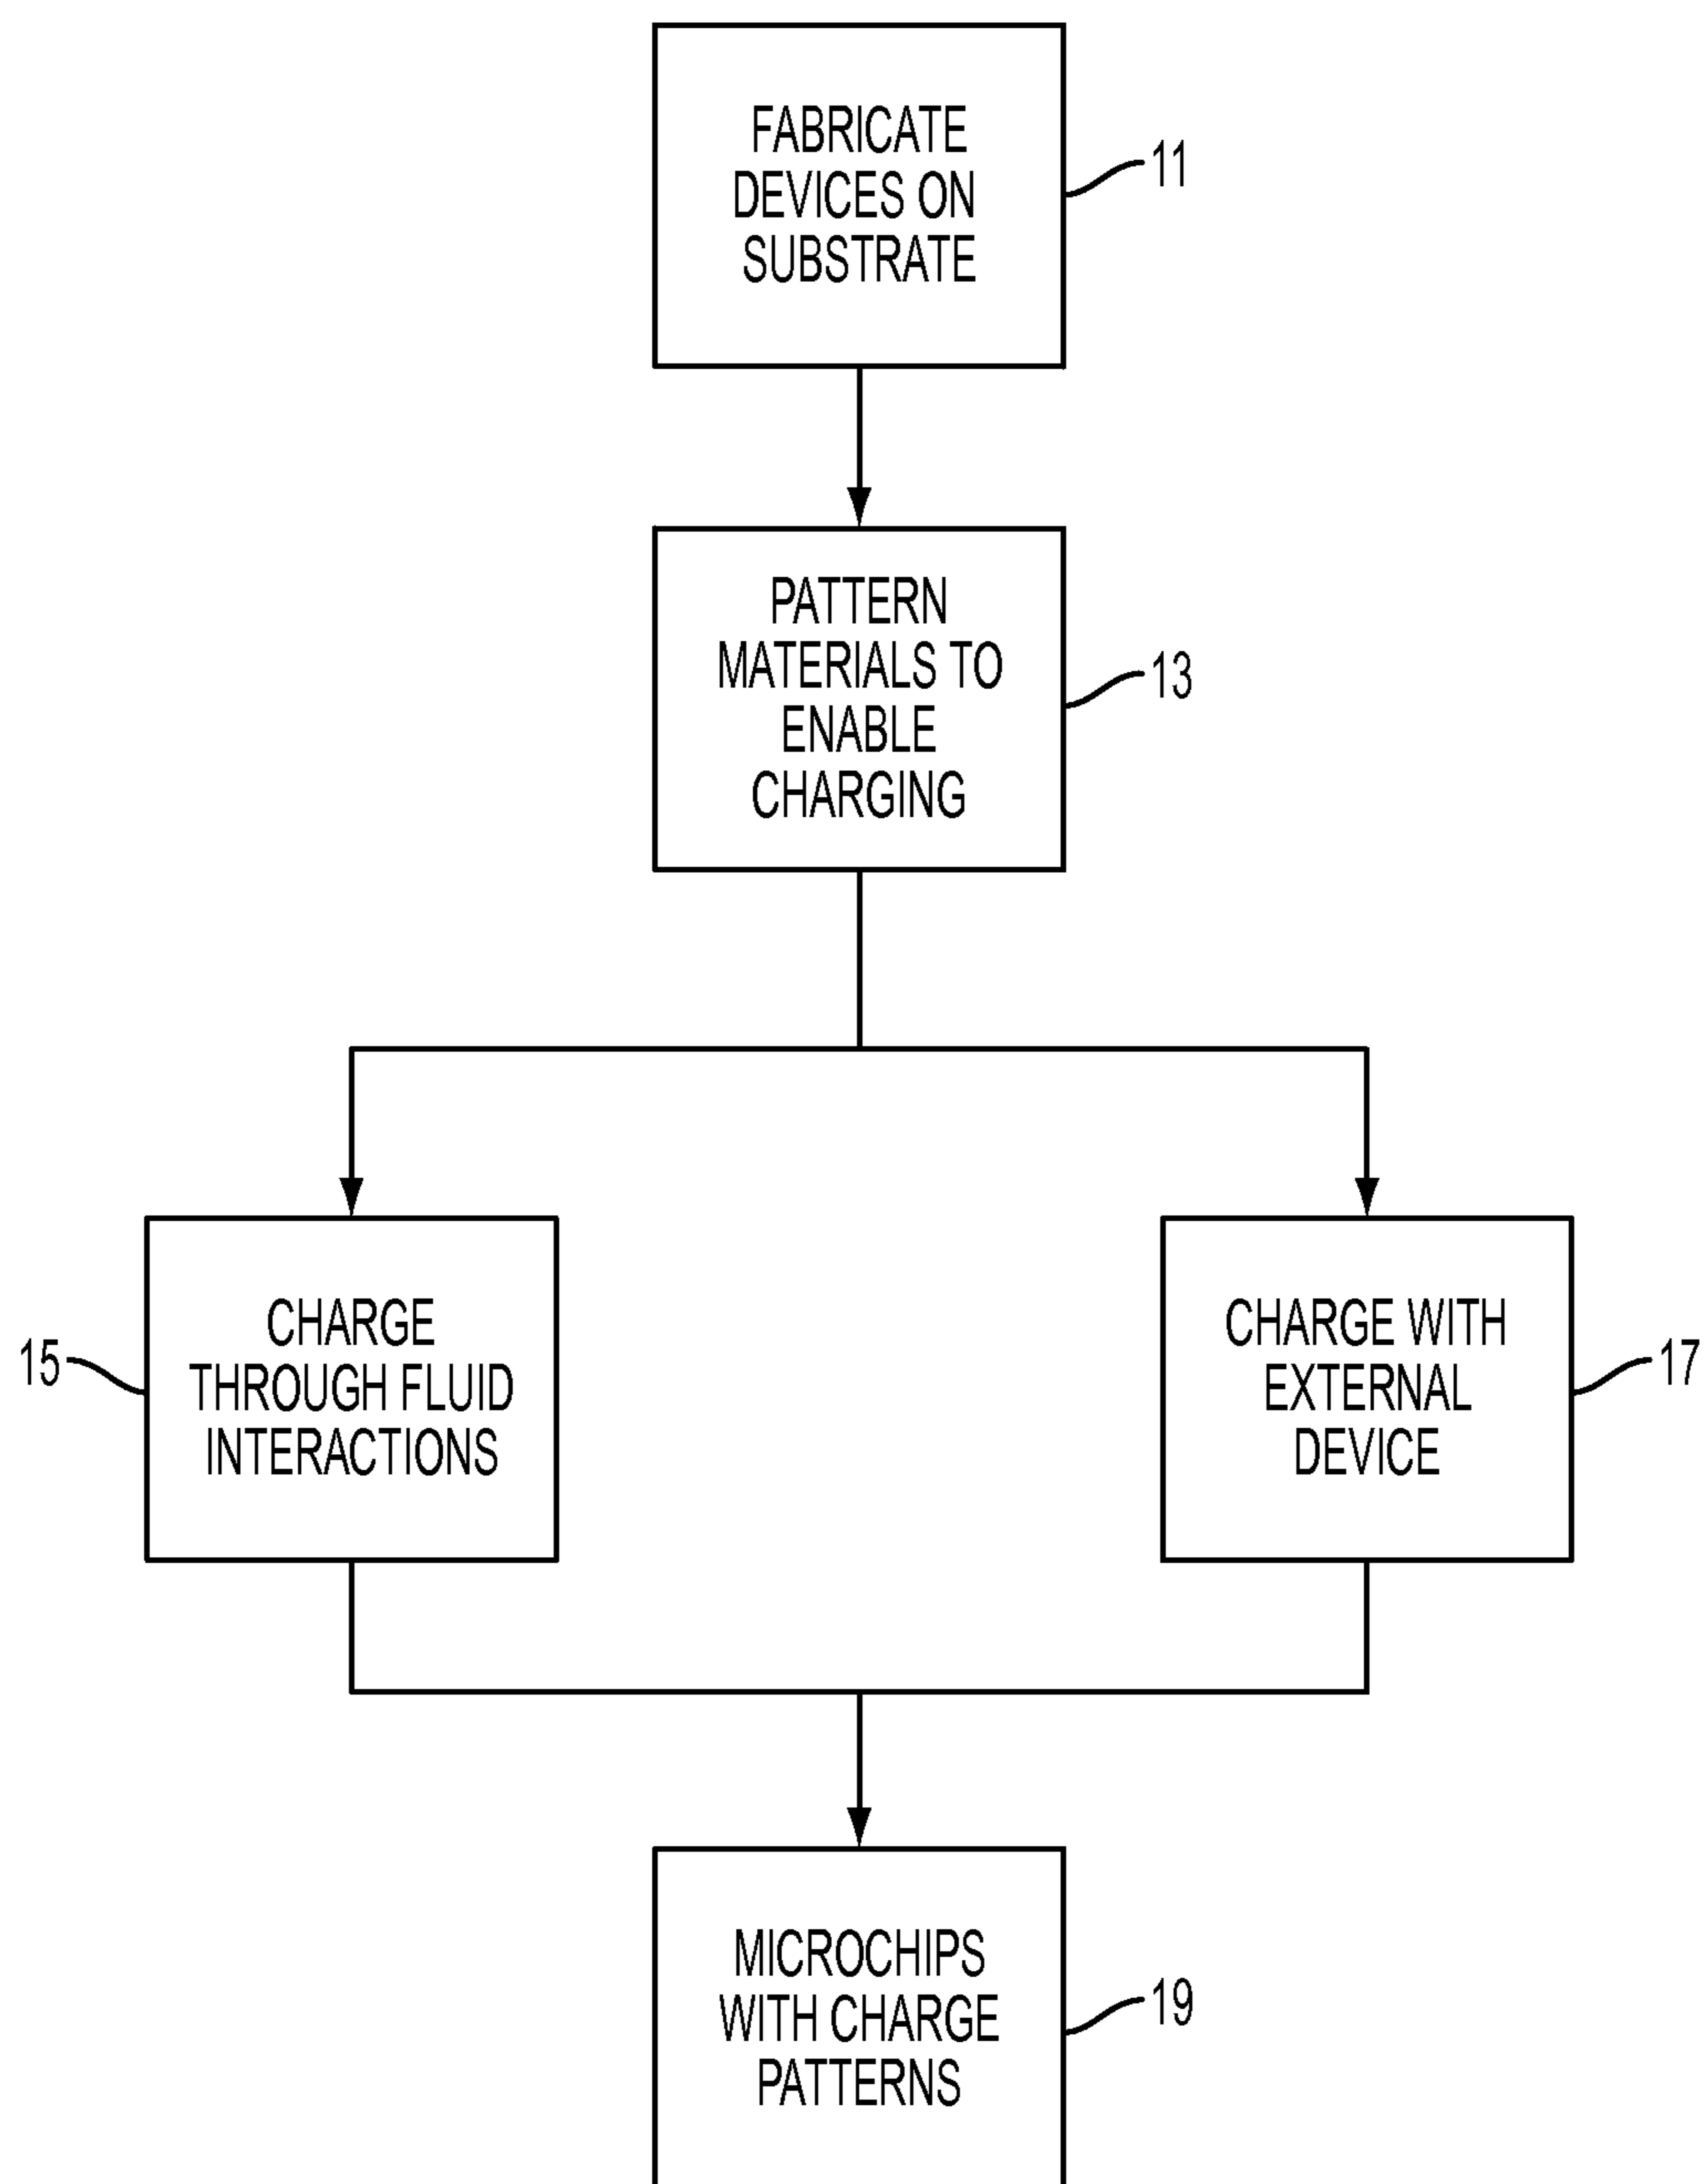 FABRICATE
DEVICES ON
SUBSTRATE
11
PATTERN
MATERIALS TO
ENABLE
CHARGING
13
CHARGE
THROUGH FLUID
INTERACTIONS
15
CHARGE WITH
EXTERNAL
DEVICE
17
MICROCHIPS
WITH CHARGE
PATTERNS
19